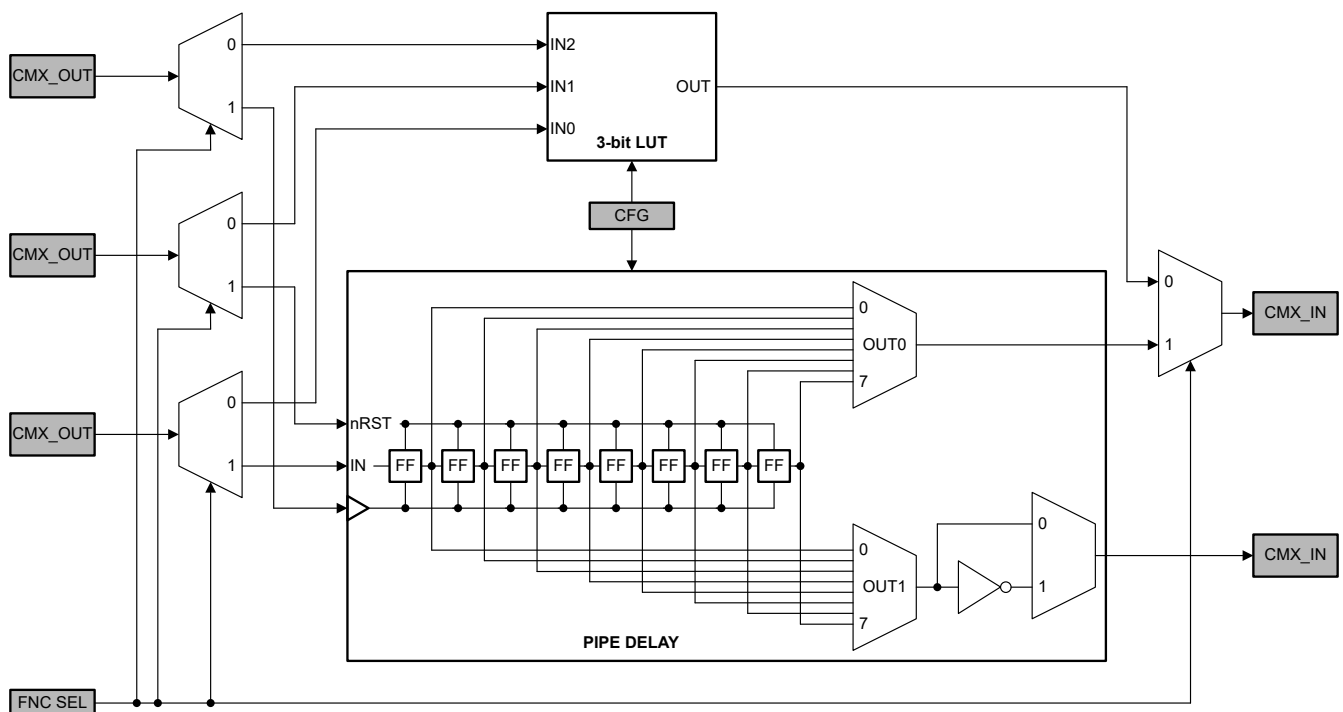 CMX_OUT
0
1
IN2
IN1
IN0
OUT
3-bit LUT
CMX_OUT
0
1
CFG
CMX_OUT
0
1
nRST
IN
FF FF FF FF FF FF FF FF
0
OUT0
7
0
OUT1
7
0
1
PIPE DELAY
0
1
CMX_IN
CMX_IN
FNC SEL